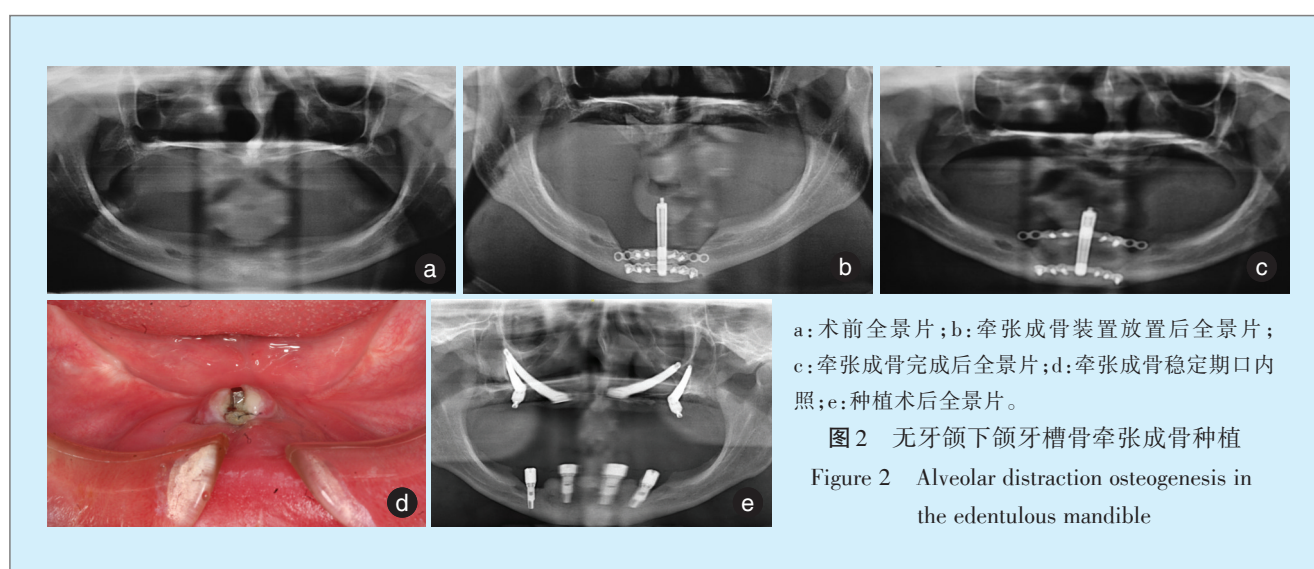 a
b
c
d
e
a:术前全景片;b:牵张成骨装置放置后全景片;
c:牵张成骨完成后全景片;d:牵张成骨稳定期口内
照;e:种植术后全景片。
图2 无牙颌下颌牙槽骨牵张成骨种植
Figure 2 Alveolar distraction osteogenesis in
the edentulous mandible